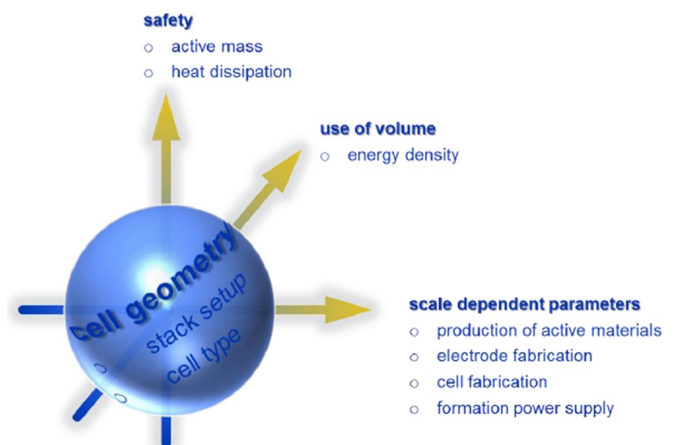 safety
○ active mass
○ heat dissipation
use of volume
○ energy density
cell geometry
○ stack setup
○ cell type
scale dependent parameters
○ production of active materials
○ electrode fabrication
○ cell fabrication
○ formation power supply